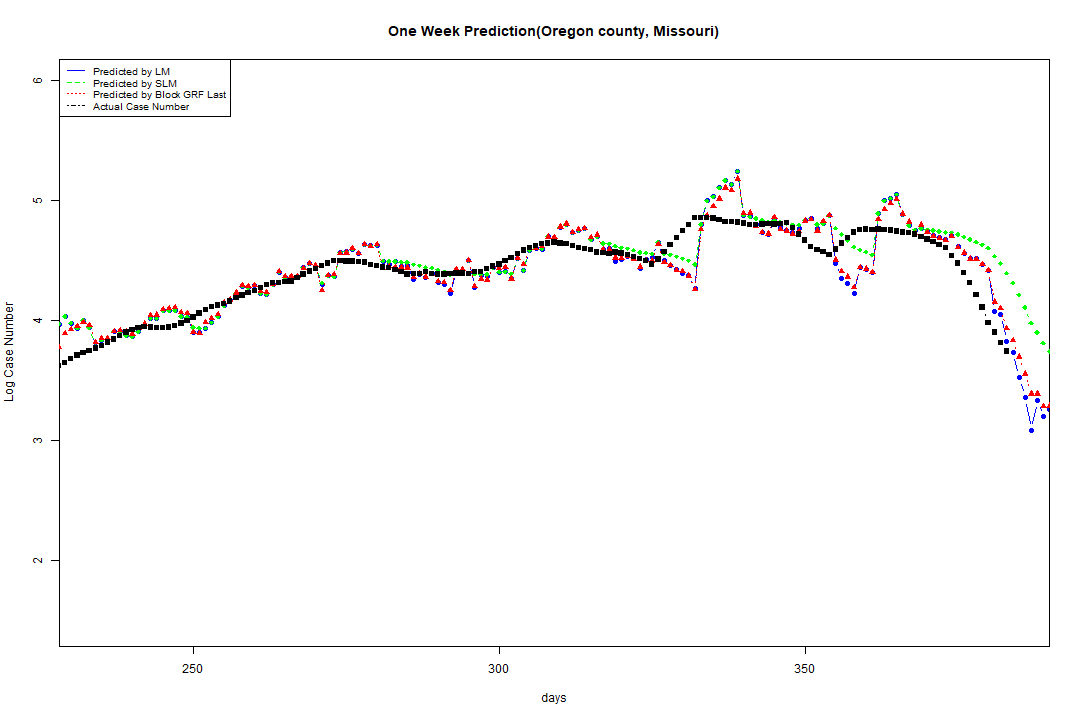 One Week Prediction(Oregon county, Missouri)
Predicted by LM
Predicted by SLM
Predicted by Block GRF Last
Actual Case Number
6
5
4
3
2
Log Case Number
250
300
350
days